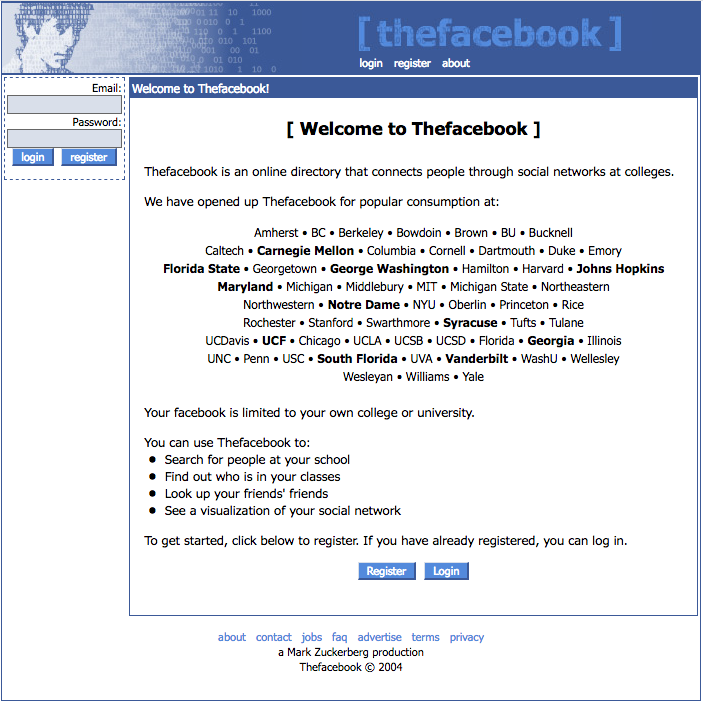 [ thefacebook ]
login register about
Email:
Password:
login register
Welcome to Thefacebook!
[ Welcome to Thefacebook ]
Thefacebook is an online directory that connects people through social networks at colleges.
We have opened up Thefacebook for popular consumption at:
Amherst • BC • Berkeley • Bowdoin • Brown • BU • Bucknell
Caltech • Carnegie Mellon • Columbia • Cornell • Dartmouth • Duke • Emory
Florida State • Georgetown • George Washington • Hamilton • Harvard • Johns Hopkins
Maryland • Michigan • Middlebury • MIT • Michigan State • Northeastern
Northwestern • Notre Dame • NYU • Oberlin • Princeton • Rice
Rochester • Stanford • Swarthmore • Syracuse • Tufts • Tulane
UCDavis • UCF • Chicago • UCLA • UCSB • UCSD • Florida • Georgia • Illinois
UNC • Penn • USC • South Florida • UVA • Vanderbilt • WashU • Wellesley
Wesleyan • Williams • Yale
Your facebook is limited to your own college or university.
You can use Thefacebook to:
• Search for people at your school
• Find out who is in your classes
• Look up your friends' friends
• See a visualization of your social network
To get started, click below to register. If you have already registered, you can log in.
Register Login
about contact jobs faq advertise terms privacy
a Mark Zuckerberg production
Thefacebook © 2004